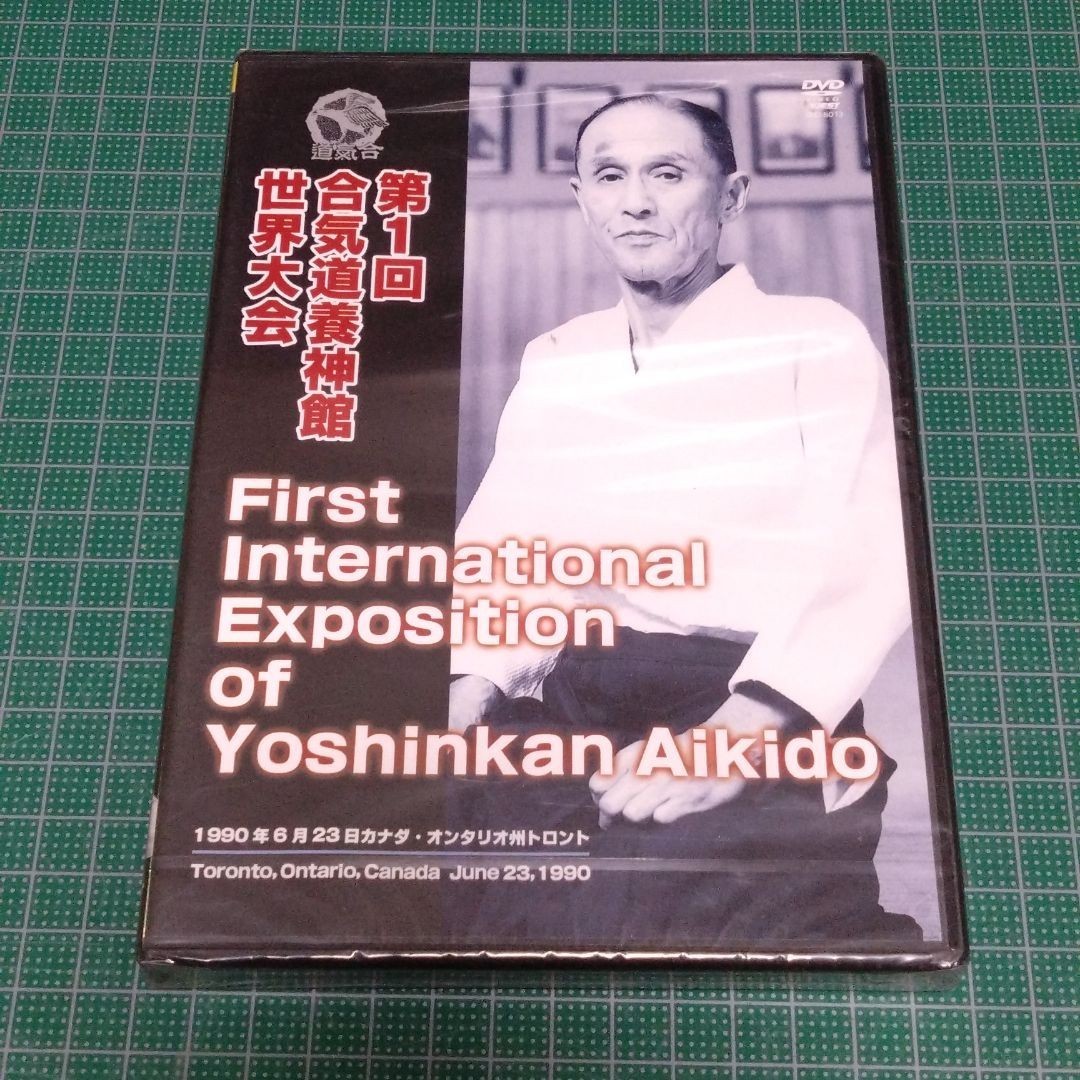 DVD
道氣合
第1回
合気道養神館
世界大会
First
International
Exposition
of
Yoshinkan Aikido
1990年6月23日カナダ・オンタリオ州トロント
Toronto, Ontario, Canada June 23, 1990